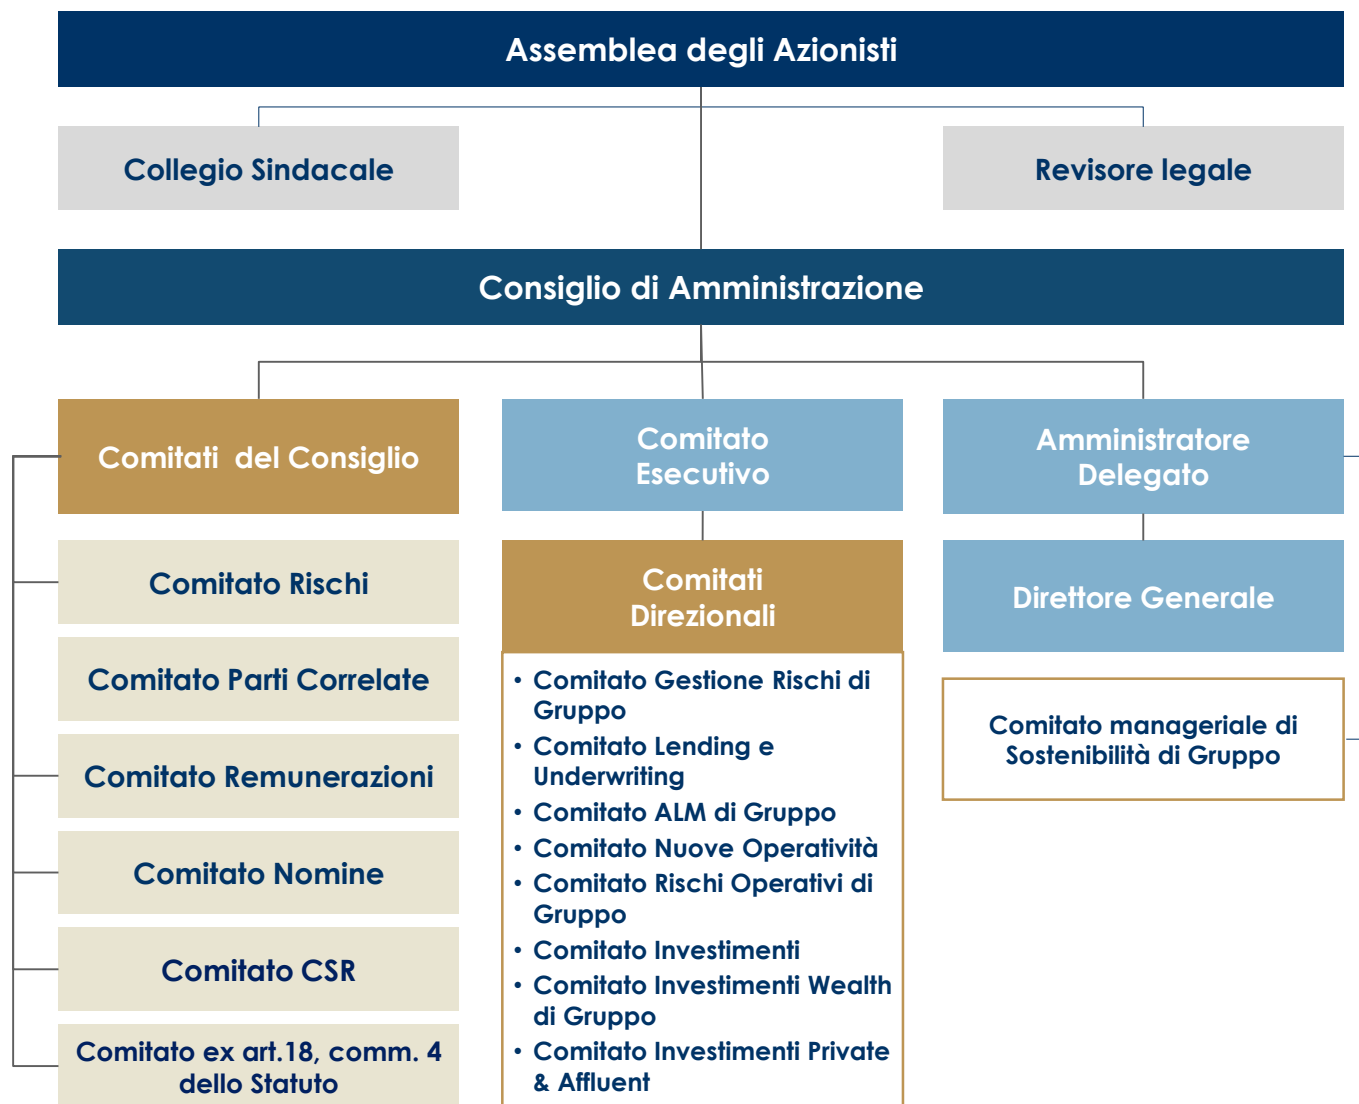 Assemblea degli Azionisti
Collegio Sindacale
Revisore legale
Consiglio di Amministrazione
Comitati del Consiglio
Comitato Rischi
Comitato Parti Correlate
Comitato Remunerazioni
Comitato Nomine
Comitato CSR
Comitato ex art.18, comm. 4
dello Statuto
Comitato
Esecutivo
Comitati
Direzionali
• Comitato Gestione Rischi di
Gruppo
• Comitato Lending e
Underwriting
• Comitato ALM di Gruppo
• Comitato Nuove Operatività
• Comitato Rischi Operativi di
Gruppo
• Comitato Investimenti
• Comitato Investimenti Wealth
di Gruppo
• Comitato Investimenti Private
& Affluent
Amministratore
Delegato
Direttore Generale
Comitato manageriale di
Sostenibilità di Gruppo